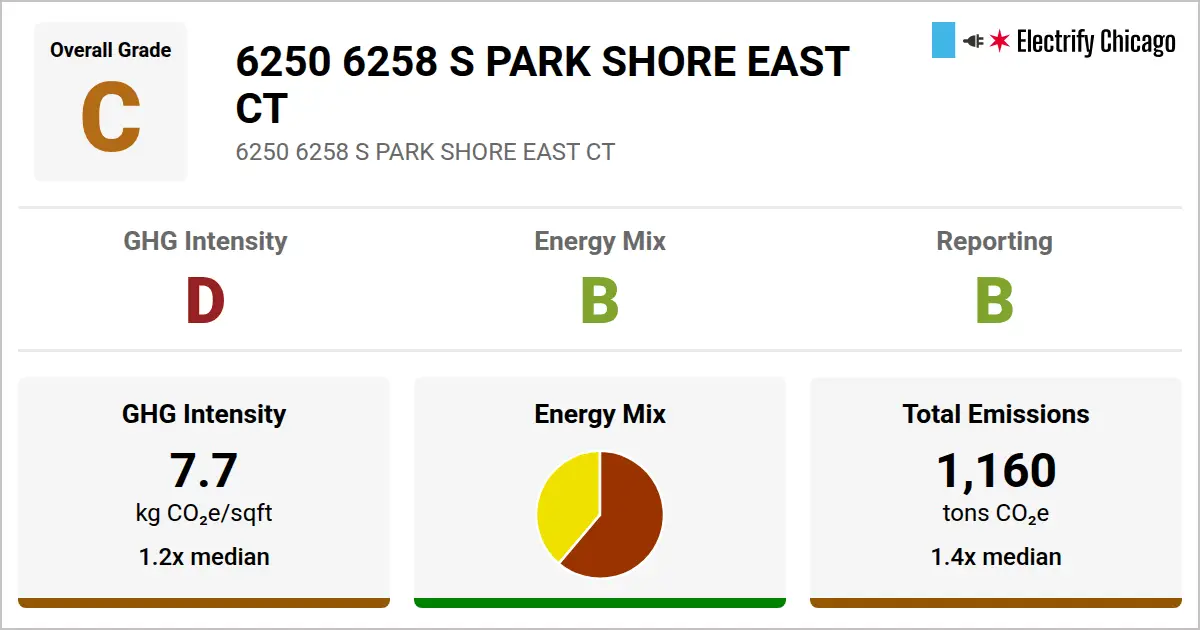 Overall Grade
C
6250 6258 S PARK SHORE EAST
CT
6250 6258 S PARK SHORE EAST CT
Electrify Chicago
GHG Intensity
D
Energy Mix
B
Reporting
B
GHG Intensity
7.7
kg CO₂e/sqft
1.2x median
Energy Mix
Total Emissions
1,160
tons CO₂e
1.4x median